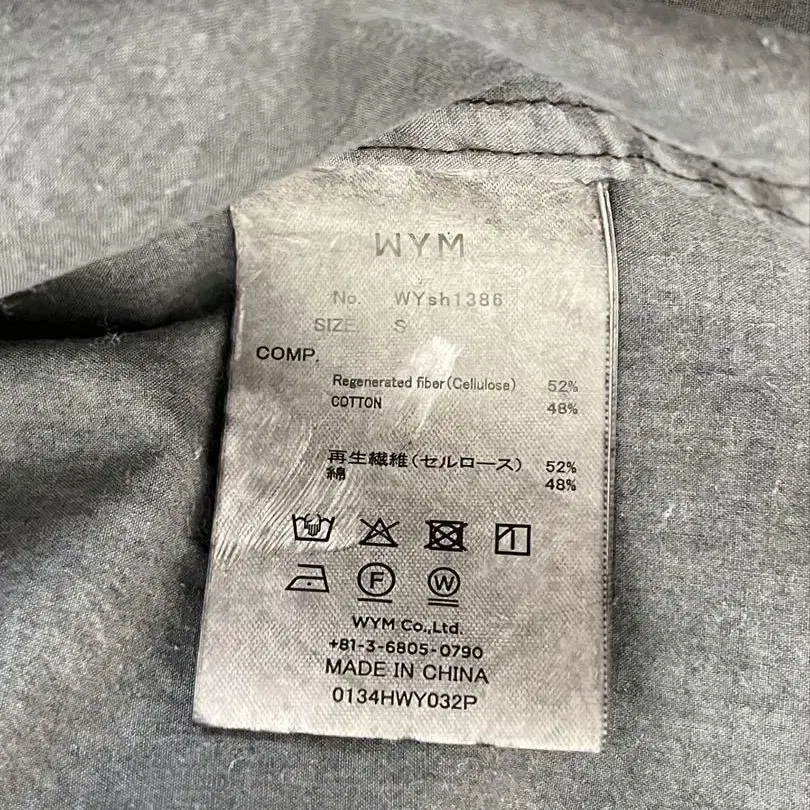 WYM
No. WYsh1386
SIZE S
COMP.
Regenerated fiber(Cellulose) 52%
COTTON 48%
再生繊維(セルロース) 52%
綿 48%
F W
WYM Co.,Ltd.
+81-3-6805-0790
MADE IN CHINA
0134HWY032P